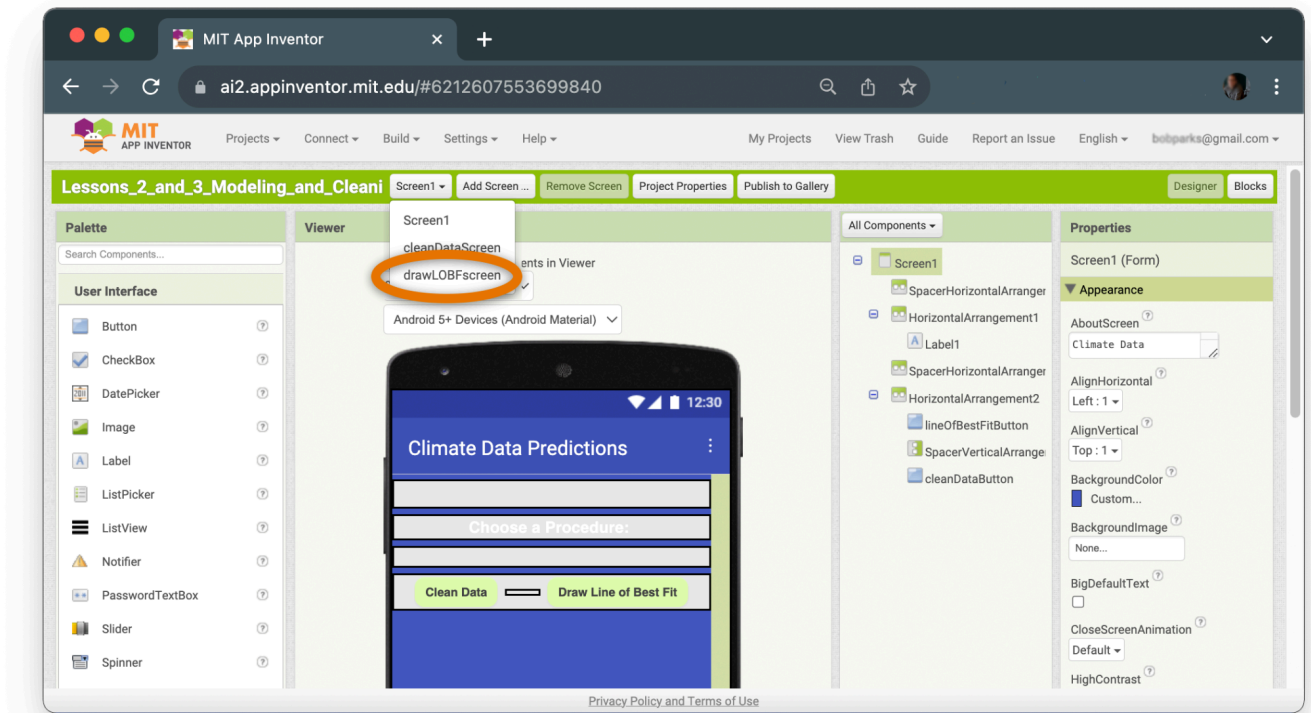 MIT App Inventor
ai2.appinventor.mit.edu/#6212607553699840
MIT
APP INVENTOR
Projects
Connect
Build
Settings
Help
My Projects
View Trash
Guide
Report an Issue
English
@gmail.com
Lessons_2_and_3_Modeling_and_Cleani
Screen1
Add Screen ...
Remove Screen
Project Properties
Publish to Gallery
Designer
Blocks
Palette
Search Components...
User Interface
Button
CheckBox
DatePicker
Image
Label
ListPicker
ListView
Notifier
PasswordTextBox
Slider
Spinner
Viewer
Screen1
cleanDataScreen
drawLOBFscreen
ents in Viewer
Android 5+ Devices (Android Material)
12:30
Climate Data Predictions
Choose a Procedure:
Clean Data
Draw Line of Best Fit
All Components
Screen1
SpacerHorizontalArranger
HorizontalArrangement1
A Label1
SpacerHorizontalArranger
HorizontalArrangement2
lineOfBestFitButton
SpacerVerticalArrange
cleanDataButton
Properties
Screen1 (Form)
Appearance
AboutScreen
Climate Data
AlignHorizontal
Left : 1
AlignVertical
Top : 1
BackgroundColor
Custom...
BackgroundImage
None...
BigDefaultText
CloseScreenAnimation
Default
HighContrast
Privacy Policy and Terms of Use